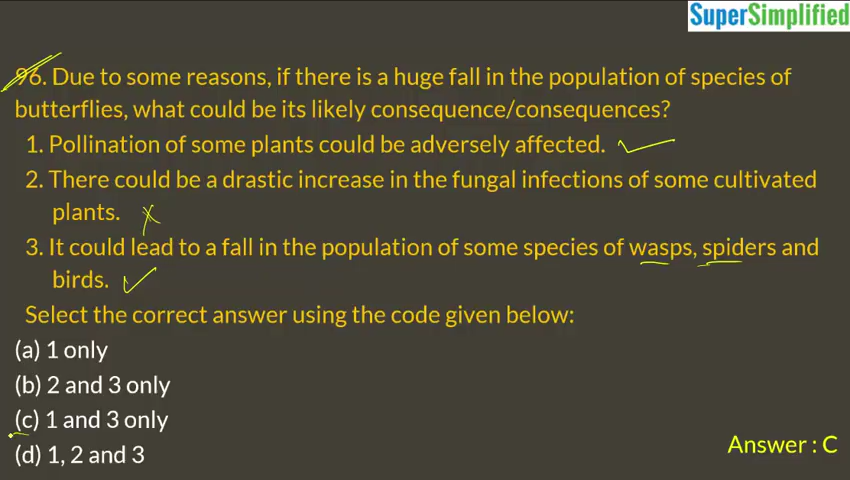 SuperSimplified
96. Due to some reasons, if there is a huge fall in the population of species of
butterflies, what could be its likely consequence/consequences?
1. Pollination of some plants could be adversely affected.
2. There could be a drastic increase in the fungal infections of some cultivated
plants.
3. It could lead to a fall in the population of some species of wasps, spiders and
birds.
Select the correct answer using the code given below:
(a) 1 only
(b) 2 and 3 only
(c) 1 and 3 only
(d) 1, 2 and 3
Answer : C